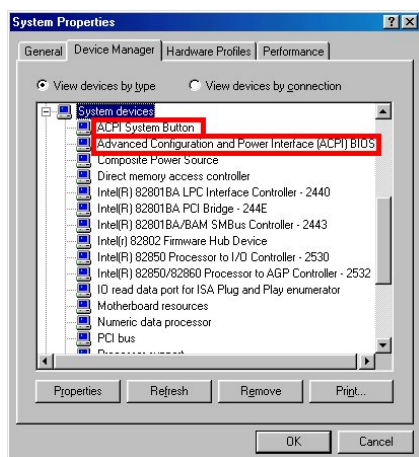 System Properties
General Device Manager Hardware Profiles Performance
View devices by type View devices by connection
System devices
ACPI System Button
Advanced Configuration and Power Interface (ACPI) BIOS
Composite Power Source
Direct memory access controller
Intel(R) 82801BA LPC Interface Controller - 2440
Intel(R) 82801BA PCI Bridge - 244E
Intel(R) 82801BA/BAM SMBus Controller - 2443
Intel(r) 82802 Firmware Hub Device
Intel(R) 82850 Processor to I/O Controller - 2530
Intel(R) 82850/82860 Processor to AGP Controller - 2532
IO read data port for ISA Plug and Play enumerator
Motherboard resources
Numeric data processor
PCI bus
Processor support
Properties Refresh Remove Print...
OK Cancel